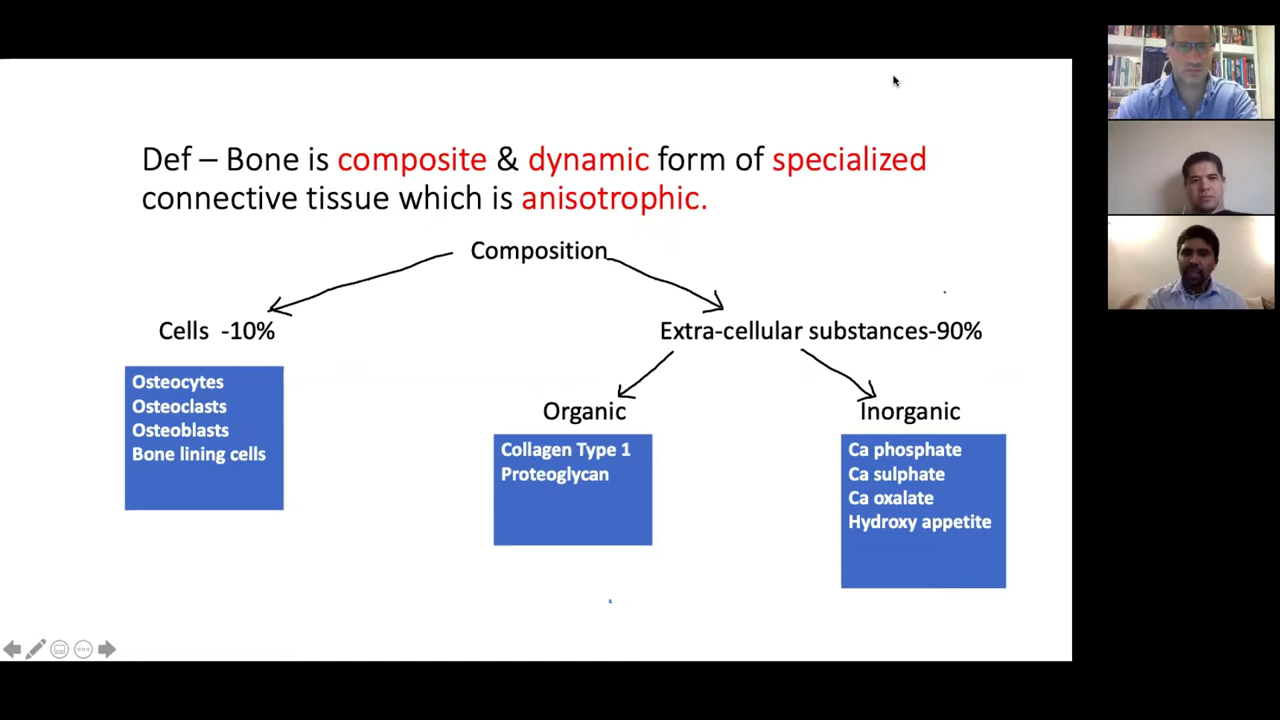 Def – Bone is composite & dynamic form of specialized
connective tissue which is anisotrophic.
Composition
Cells -10%
Extra-cellular substances-90%
Osteocytes
Osteoclasts
Osteoblasts
Bone lining cells
Organic
Inorganic
Collagen Type 1
Proteoglycan
Ca phosphate
Ca sulphate
Ca oxalate
Hydroxy appetite